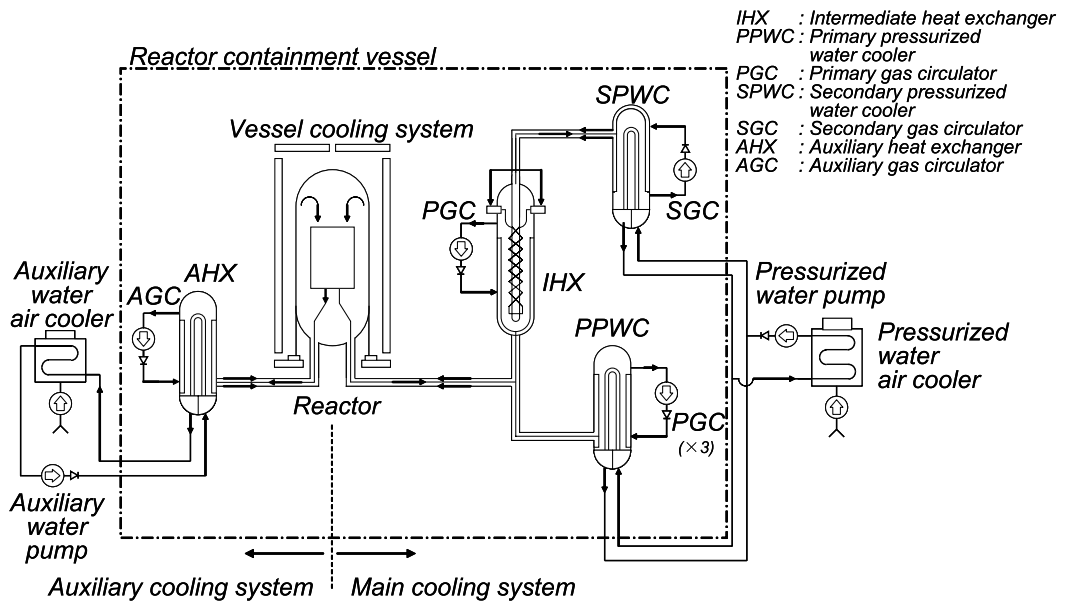 IHX : Intermediate heat exchanger
PPWC : Primary pressurized
water cooler
PGC : Primary gas circulator
SPWC : Secondary pressurized
water cooler
SGC : Secondary gas circulator
AHX : Auxiliary heat exchanger
AGC : Auxiliary gas circulator
Reactor containment vessel
SPWC
Vessel cooling system
PGC
SGC
Auxiliary
water
air cooler
AHX
AGC
IHX
Pressurized
water pump
PPWC
Pressurized
water
air cooler
Reactor
PGC
(×3)
Auxiliary
water
pump
Auxiliary cooling system
Main cooling system